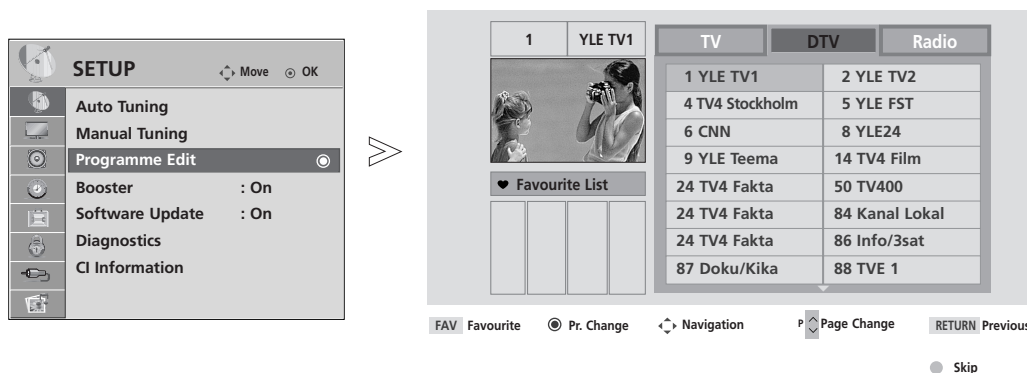 SETUP
Move
OK
Auto Tuning
Manual Tuning
Programme Edit
Booster : On
Software Update : On
Diagnostics
CI Information
1 YLE TV1
Favourite List
TV DTV Radio
1 YLE TV1 2 YLE TV2
4 TV4 Stockholm 5 YLE FST
6 CNN 8 YLE24
9 YLE Teema 14 TV4 Film
24 TV4 Fakta 50 TV400
24 TV4 Fakta 84 Kanal Lokal
24 TV4 Fakta 86 Info/3sat
87 Doku/Kika 88 TVE 1
FAV Favourite Pr. Change Navigation P Page Change RETURN Previous
Skip